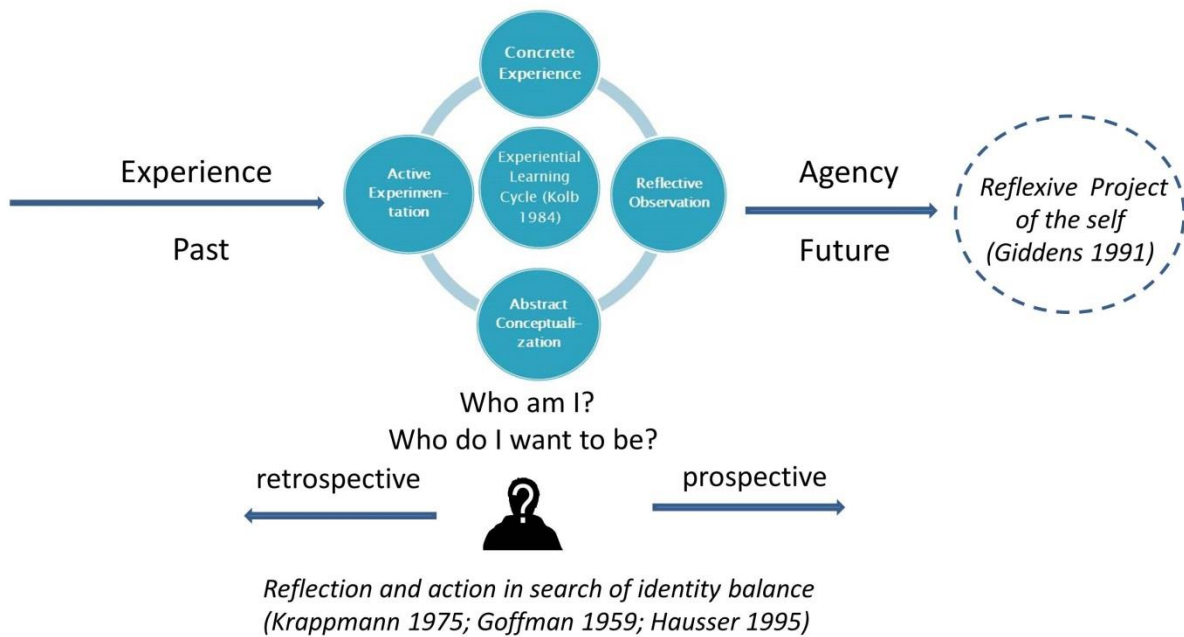 Concrete
Experience
Experience
Past
Active
Experimen-
tation
Experiential
Learning
Cycle (Kolb
1984)
Reflective
Observation
Agency
Future
Reflexive Project
of the self
(Giddens 1991)
Abstract
Conceptuali-
zation
Who am I?
Who do I want to be?
retrospective
?
prospective
Reflection and action in search of identity balance
(Krappmann 1975; Goffman 1959; Hausser 1995)